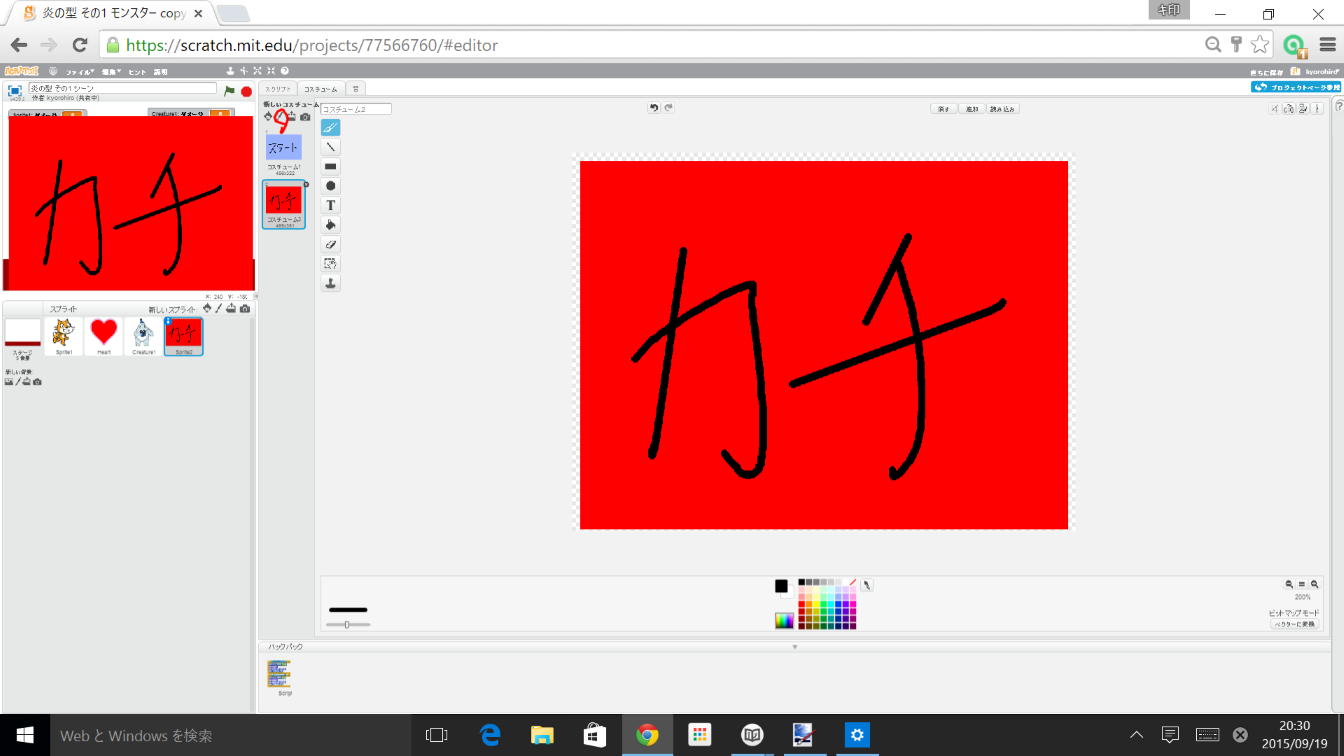 炎の型 その1 モンスター copy
キ印
https://scratch.mit.edu/projects/77566760/#editor
ファイル 編集 ヒント 説明
直ちに保存 kyorohiro
炎の型 その1シーン
作者 kyorohiro (共有中)
プロジェクトページ参照
スクリプト コスチューム 音
新しいコスチューム
9
コスチューム2
消す 追加 読み込み
スタート
コスチューム1
カチ
コスチューム2
カチ
カチ
T
X: 240 Y: -180
スプライト 新しいスプライト:
ステージ
Sprite1 Heart Creature1 カチ Sprite2
新しい背景:
200%
ビットマップモード
ベクターに変換
バックパック
Script
Web と Windows を検索
20:30
2015/09/19